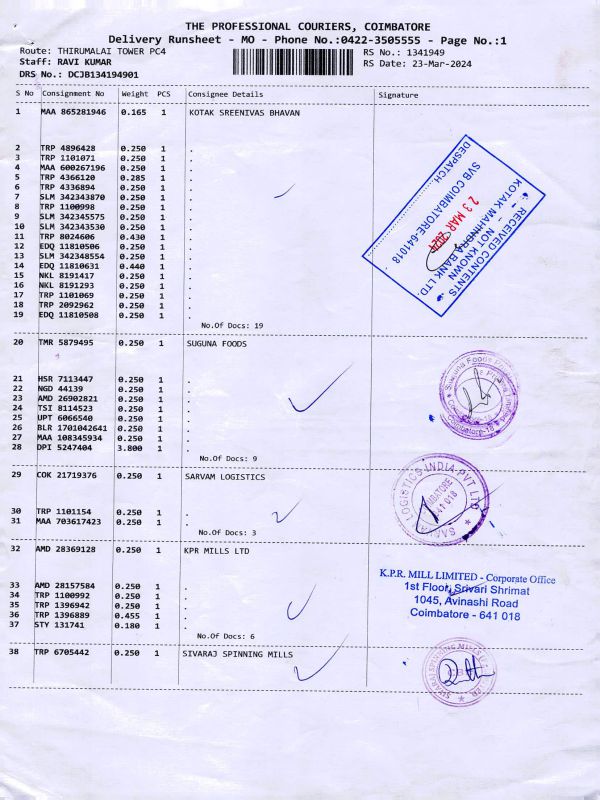 THE PROFESSIONAL COURIERS, COIMBATORE
Delivery Runsheet - MO - Phone No.:0422-3505555 - Page No.:1
Route: THIRUMALAI TOWER PC4
RS No.: 1341949
Staff: RAVI KUMAR
RS Date: 23-Mar-2024
DRS No.: DCJB134194901
S No Consignment No Weight PCS Consignee Details Signature
1 MAA 865281946 0.165 1 KOTAK SREENIVAS BHAVAN
2 TRP 4896428 0.250 1 .
3 TRP 1101071 0.250 1 .
4 MAA 600267196 0.250 1 .
5 TRP 4366120 0.285 1 .
6 TRP 4336894 0.250 1 .
7 SLM 342343870 0.250 1 .
8 TRP 1100998 0.250 1 .
9 SLM 342345575 0.250 1 .
10 SLM 342343530 0.250 1 .
11 TRP 8024606 0.430 1 .
12 EDQ 11810506 0.250 1 .
13 SLM 342348554 0.250 1 .
14 EDQ 11810631 0.440 1 .
15 NKL 8191417 0.250 1 .
16 NKL 8191293 0.250 1 .
17 TRP 1101069 0.250 1 .
18 TRP 2092962 0.250 1 .
19 EDQ 11810508 0.250 1 .
No.Of Docs: 19
RECEIVED CONTENTS
- NOT KNOWN -
KOTAK MAHINDRA BANK LTD.
23 MAR 2024
SVB COIMBATORE-641018
DESPATCH
20 TMR 5879495 0.250 1 SUGUNA FOODS
21 HSR 7113447 0.250 1 .
22 NGD 44139 0.250 1 .
23 AMD 26902821 0.250 1 .
24 TSI 8114523 0.250 1 .
25 UPT 6066540 0.250 1 .
26 BLR 1701042641 0.250 1 .
27 MAA 108345934 0.250 1 .
28 DPI 5247404 3.800 1 .
No.Of Docs: 9
Suguna Foods Private Limited
Coimbatore-18
29 COK 21719376 0.250 1 SARVAM LOGISTICS
30 TRP 1101154 0.250 1 .
31 MAA 703617423 0.250 1 .
No.Of Docs: 3
LOGISTICS INDIA PVT LTD
COIMBATORE
641 018
32 AMD 28369128 0.250 1 KPR MILLS LTD
33 AMD 28157584 0.250 1 .
34 TRP 1100992 0.250 1 .
35 TRP 1396942 0.250 1 .
36 TRP 1396889 0.455 1 .
37 STY 131741 0.180 1 .
No.Of Docs: 6
K.P.R. MILL LIMITED - Corporate Office
1st Floor, Srivari Shrimat
1045, Avinashi Road
Coimbatore - 641 018
38 TRP 6705442 0.250 1 SIVARAJ SPINNING MILLS
SIVARAJ SPINNING MILLS